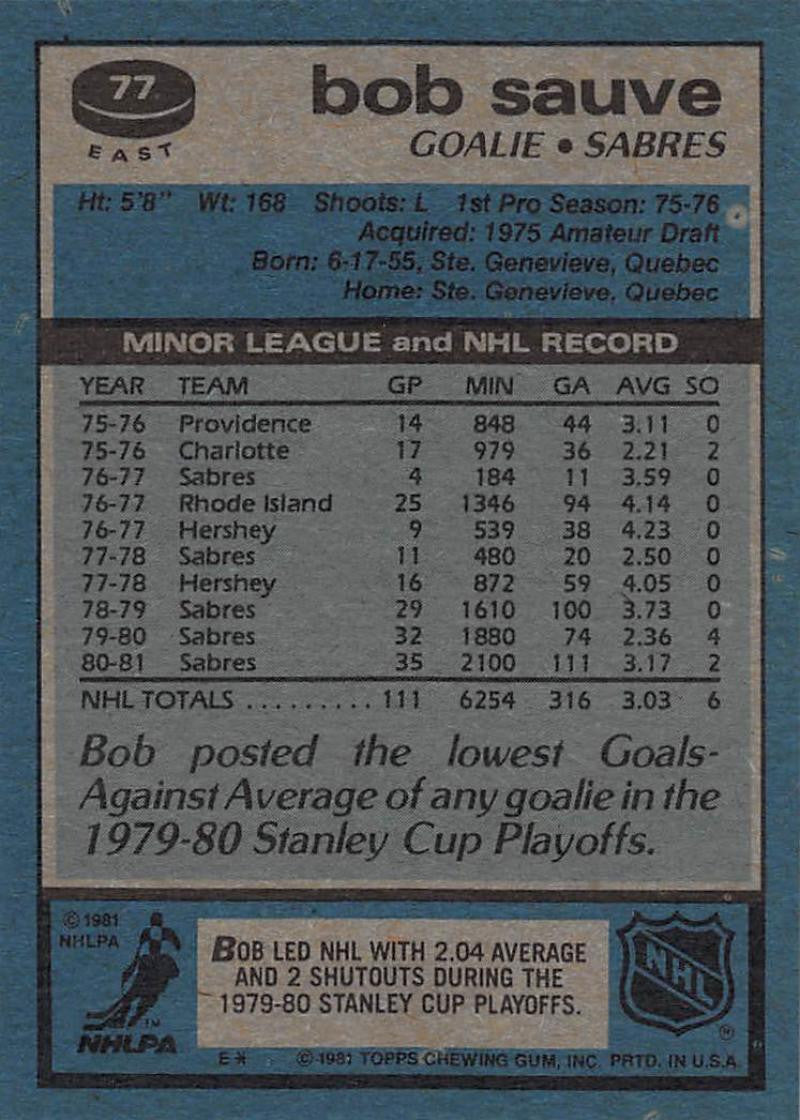 77
EAST
bob sauve
GOALIE • SABRES
Ht: 5'8" Wt: 168 Shoots: L 1st Pro Season: 75-76
Acquired: 1975 Amateur Draft
Born: 6-17-55, Ste. Genevieve, Quebec
Home: Ste. Genevieve, Quebec
MINOR LEAGUE and NHL RECORD
YEAR TEAM GP MIN GA AVG SO
75-76 Providence 14 848 44 3.11 0
75-76 Charlotte 17 979 36 2.21 2
76-77 Sabres 4 184 11 3.59 0
76-77 Rhode Island 25 1346 94 4.14 0
76-77 Hershey 9 539 38 4.23 0
77-78 Sabres 11 480 20 2.50 0
77-78 Hershey 16 872 59 4.05 0
78-79 Sabres 29 1610 100 3.73 0
79-80 Sabres 32 1880 74 2.36 4
80-81 Sabres 35 2100 111 3.17 2
NHL TOTALS .......... 111 6254 316 3.03 6
Bob posted the lowest Goals-
Against Average of any goalie in the
1979-80 Stanley Cup Playoffs.
© 1981
NHLPA
TM
NHLPA
BOB LED NHL WITH 2.04 AVERAGE
AND 2 SHUTOUTS DURING THE
1979-80 STANLEY CUP PLAYOFFS.
NHL
®
E* © 1981 TOPPS CHEWING GUM, INC. PRTD. IN U.S.A.